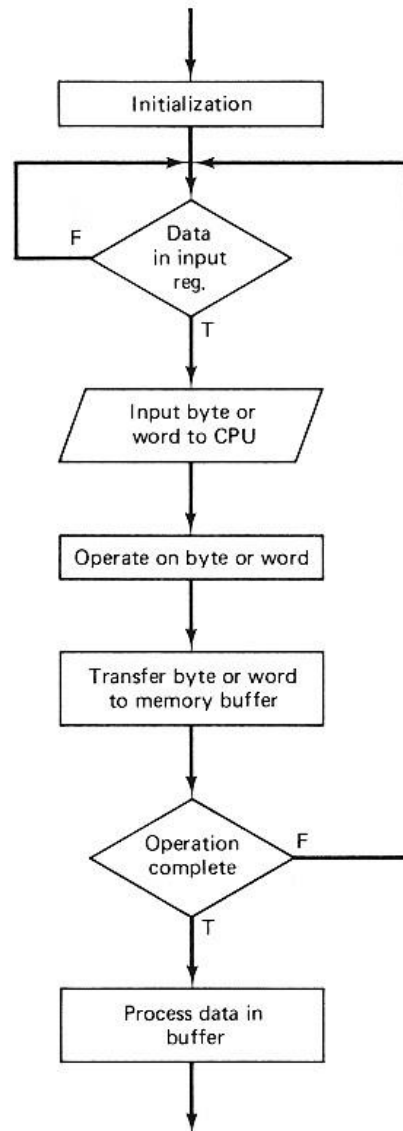 Initialization
F
Data
in input
reg.
T
Input byte or
word to CPU
Operate on byte or word
Transfer byte or word
to memory buffer
Operation
complete
F
T
Process data in
buffer